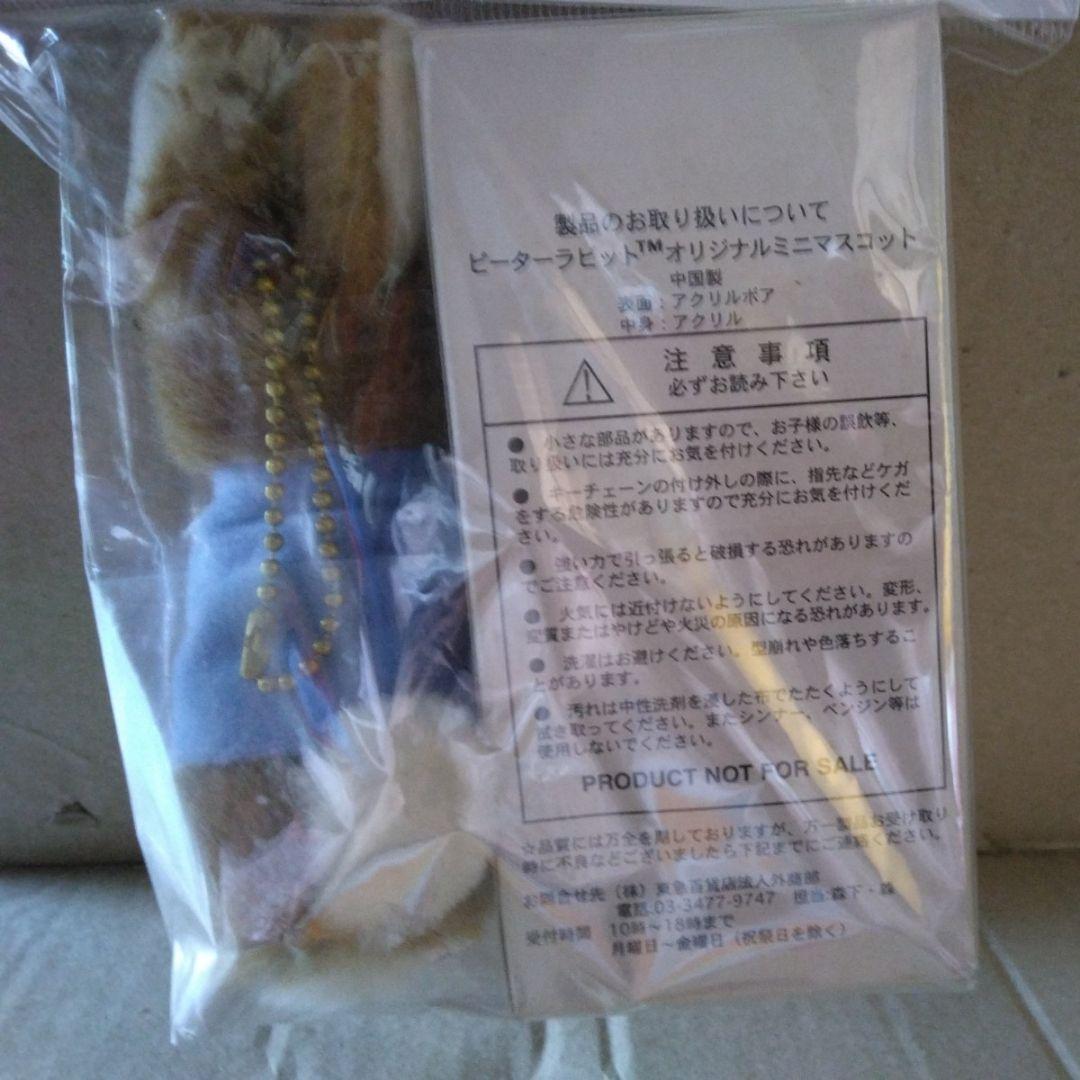 製品のお取り扱いについて
ピーターラビット™オリジナルミニマスコット
中国製
表面：アクリルボア
中身：アクリル
注意事項
必ずお読み下さい
● 小さな部品がありますので、お子様の誤飲等、
取り扱いには充分にお気を付けください。
● キーチェーンの付け外しの際に、指先などケガ
をする危険性がありますので充分にお気を付けくだ
さい。
● 強い力で引っ張ると破損する恐れがありますの
でご注意ください。
● 火気には近付けないようにしてください。変形、
変質またはやけどや火災の原因になる恐れがあります。
● 洗濯はお避けください。型崩れや色落ちするこ
とがあります。
● 汚れは中性洗剤を浸した布でたたくようにして
拭き取ってください。またシンナー、ベンジン等は
使用しないでください。
PRODUCT NOT FOR SALE
☆品質には万全を期しておりますが、万一製品お受け取り
時に不良などございましたら下記までにご連絡ください。
お問合せ先 （株）東急百貨店法人外商部
電話.03-3477-9747 担当:森下・森
受付時間 10時～18時まで
月曜日～金曜日（祝祭日を除く）